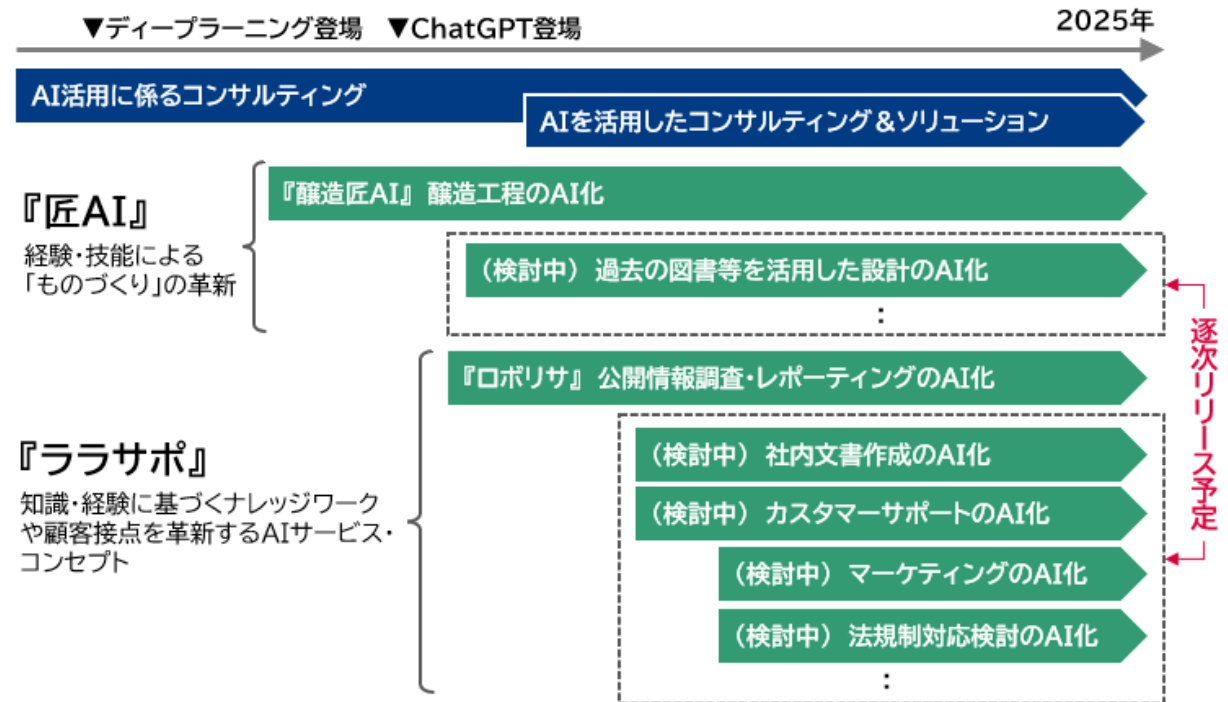 ▼ディープラーニング登場 ▼ChatGPT登場
2025年
AI活用に係るコンサルティング
AIを活用したコンサルティング&ソリューション
『匠AI』
経験・技能による
「ものづくり」の革新
『醸造匠AI』 醸造工程のAI化
(検討中) 過去の図書等を活用した設計のAI化
:
『ララサポ』
知識・経験に基づくナレッジワーク
や顧客接点を革新するAIサービス・
コンセプト
『ロボリサ』 公開情報調査・レポーティングのAI化
(検討中) 社内文書作成のAI化
(検討中) カスタマーサポートのAI化
(検討中) マーケティングのAI化
(検討中) 法規制対応検討のAI化
:
逐次リリース予定